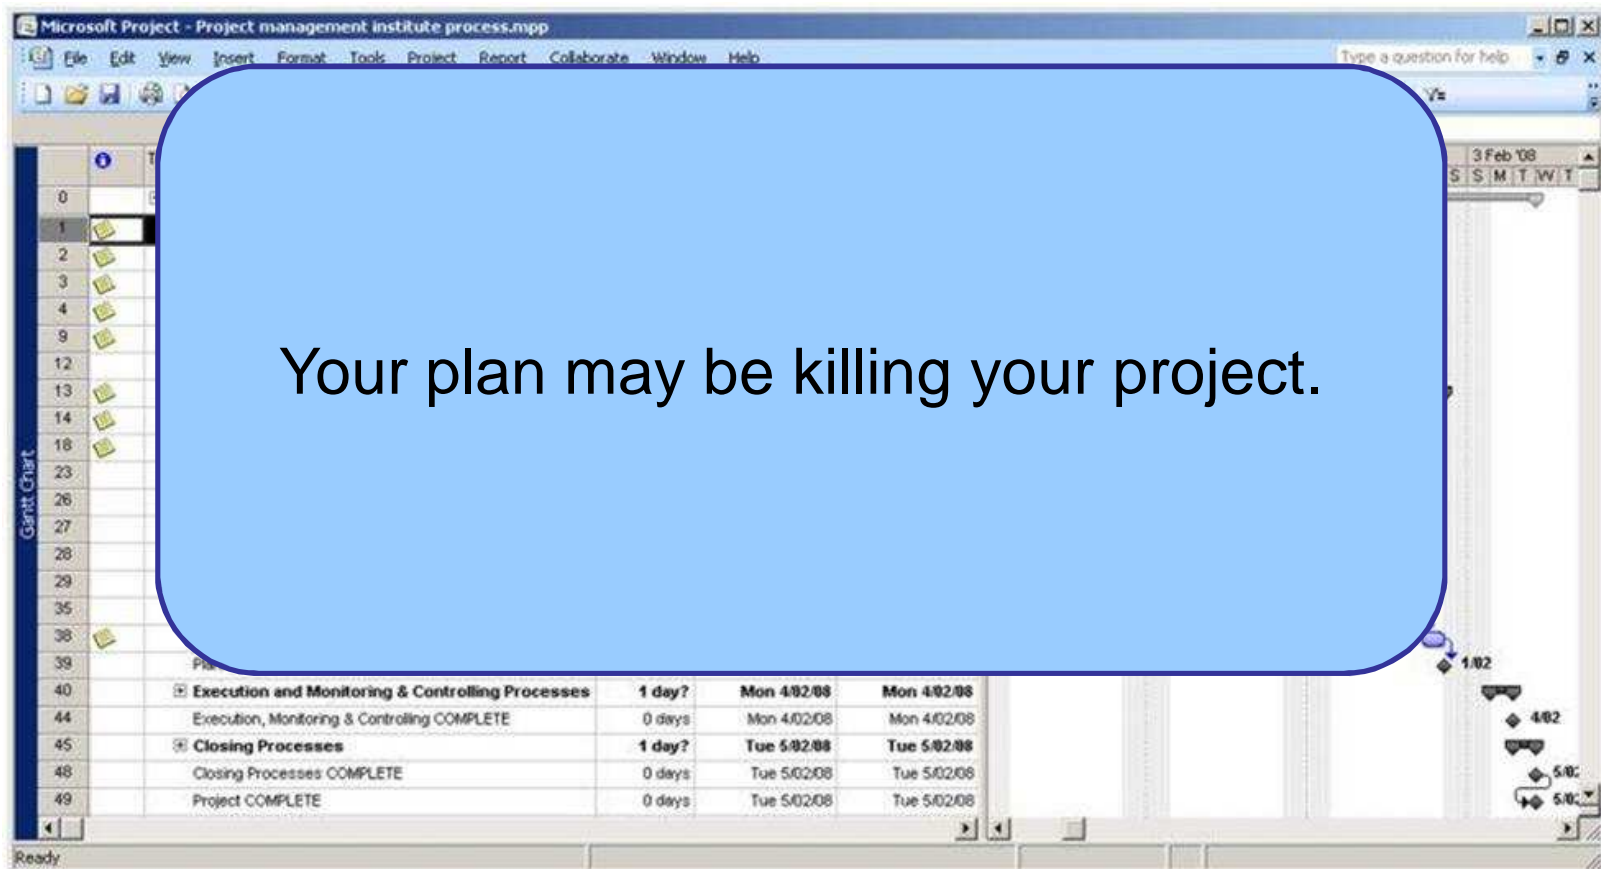 Microsoft Project - Project management institute process.mpp
File Edit View Insert Format Tools Project Report Collaborate Window Help Type a question for help
3 Feb '08
S S M T W T
0
1
2
3
4
9
12
13
14
18
23
26
27
28
29
35
38
Gantt Chart
Your plan may be killing your project.
39 1/02
40 Execution and Monitoring & Controlling Processes 1 day? Mon 4/02/08 Mon 4/02/08
44 Execution, Monitoring & Controlling COMPLETE 0 days Mon 4/02/08 Mon 4/02/08 4/02
45 Closing Processes 1 day? Tue 5/02/08 Tue 5/02/08
48 Closing Processes COMPLETE 0 days Tue 5/02/08 Tue 5/02/08
49 Project COMPLETE 0 days Tue 5/02/08 Tue 5/02/08
Ready